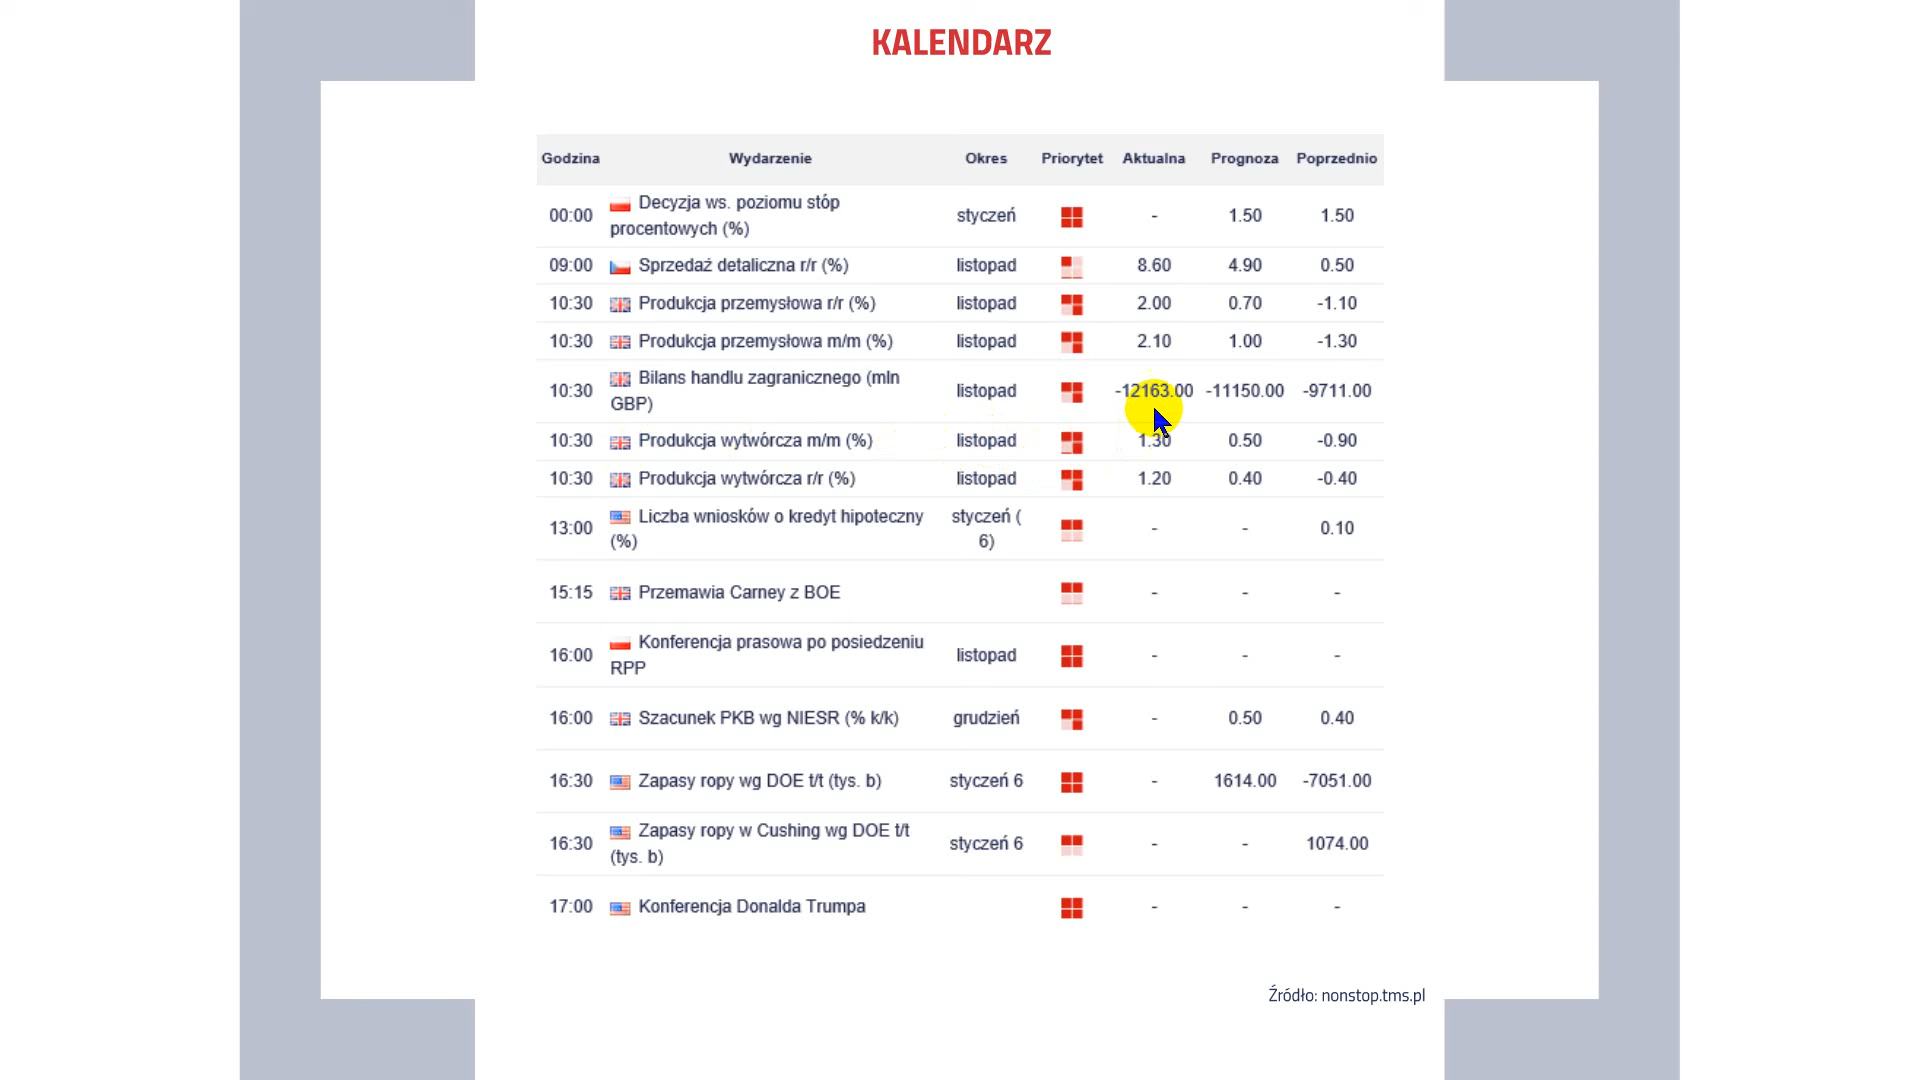 KALENDARZ
Godzina Wydarzenie Okres Priorytet Aktualna Prognoza Poprzednio
00:00 Decyzja ws. poziomu stóp procentowych (%) styczeń - 1.50 1.50
09:00 Sprzedaż detaliczna r/r (%) listopad 8.60 4.90 0.50
10:30 Produkcja przemysłowa r/r (%) listopad 2.00 0.70 -1.10
10:30 Produkcja przemysłowa m/m (%) listopad 2.10 1.00 -1.30
10:30 Bilans handlu zagranicznego (mln GBP) listopad -12163.00 -11150.00 -9711.00
10:30 Produkcja wytwórcza m/m (%) listopad 1.30 0.50 -0.90
10:30 Produkcja wytwórcza r/r (%) listopad 1.20 0.40 -0.40
13:00 Liczba wniosków o kredyt hipoteczny (%) styczeń ( 6) - - 0.10
15:15 Przemawia Carney z BOE - - -
16:00 Konferencja prasowa po posiedzeniu RPP listopad - - -
16:00 Szacunek PKB wg NIESR (% k/k) grudzień - 0.50 0.40
16:30 Zapasy ropy wg DOE t/t (tys. b) styczeń 6 - 1614.00 -7051.00
16:30 Zapasy ropy w Cushing wg DOE t/t (tys. b) styczeń 6 - - 1074.00
17:00 Konferencja Donalda Trumpa - - -
Źródło: nonstop.tms.pl